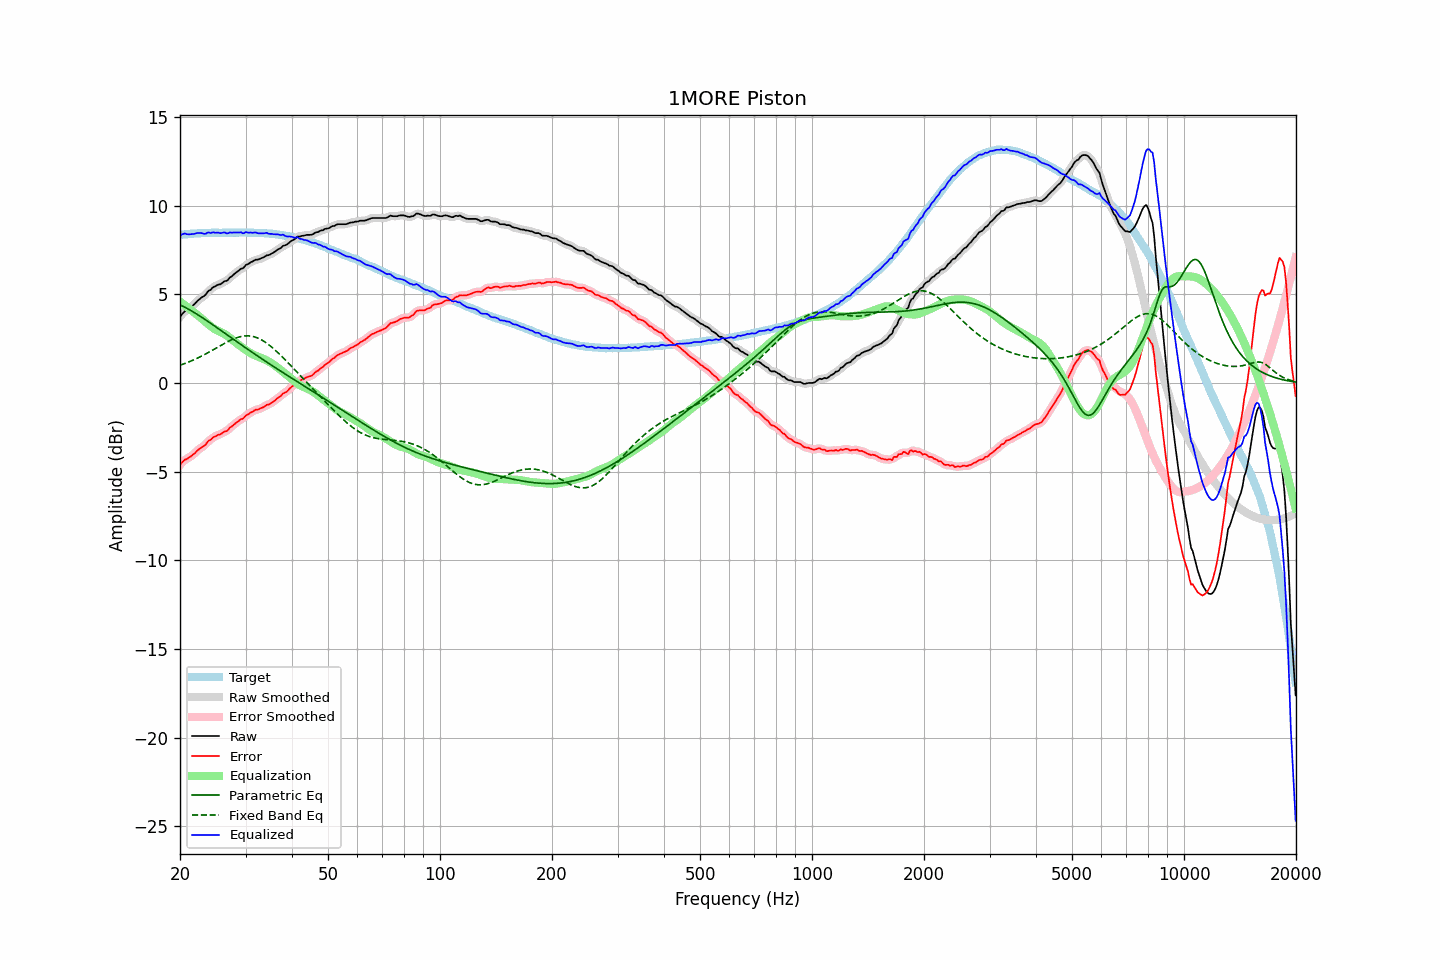 1MORE Piston
15
10
5
0
−5
−10
−15
−20
−25
Amplitude (dBr)
Target
Raw Smoothed
Error Smoothed
Raw
Error
Equalization
Parametric Eq
Fixed Band Eq
Equalized
20 50 100 200 500 1000 2000 5000 10000 20000
Frequency (Hz)